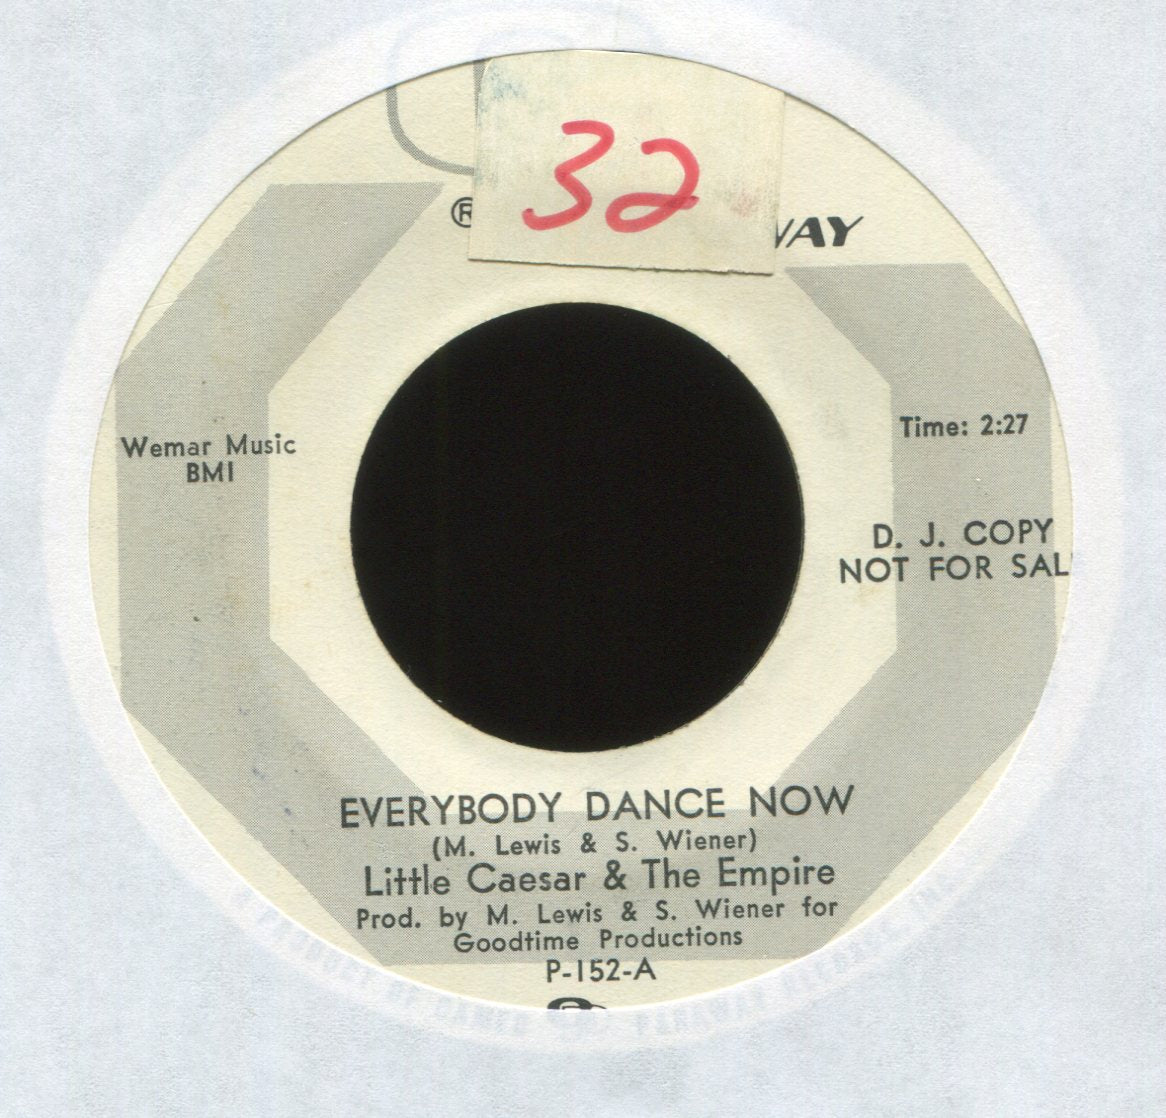 32
® WAY
Wemar Music
BMI
Time: 2:27
D. J. COPY
NOT FOR SAL
EVERYBODY DANCE NOW
(M. Lewis & S. Wiener)
Little Caesar & The Empire
Prod. by M. Lewis & S. Wiener for
Goodtime Productions
P-152-A